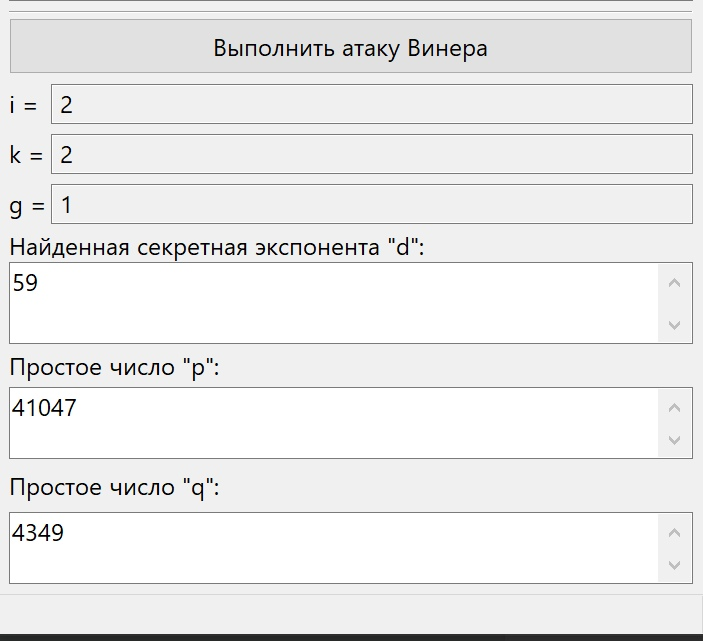 Выполнить атаку Винера
i = 2
k = 2
g = 1
Найденная секретная экспонента "d":
59
Простое число "p":
41047
Простое число "q":
4349